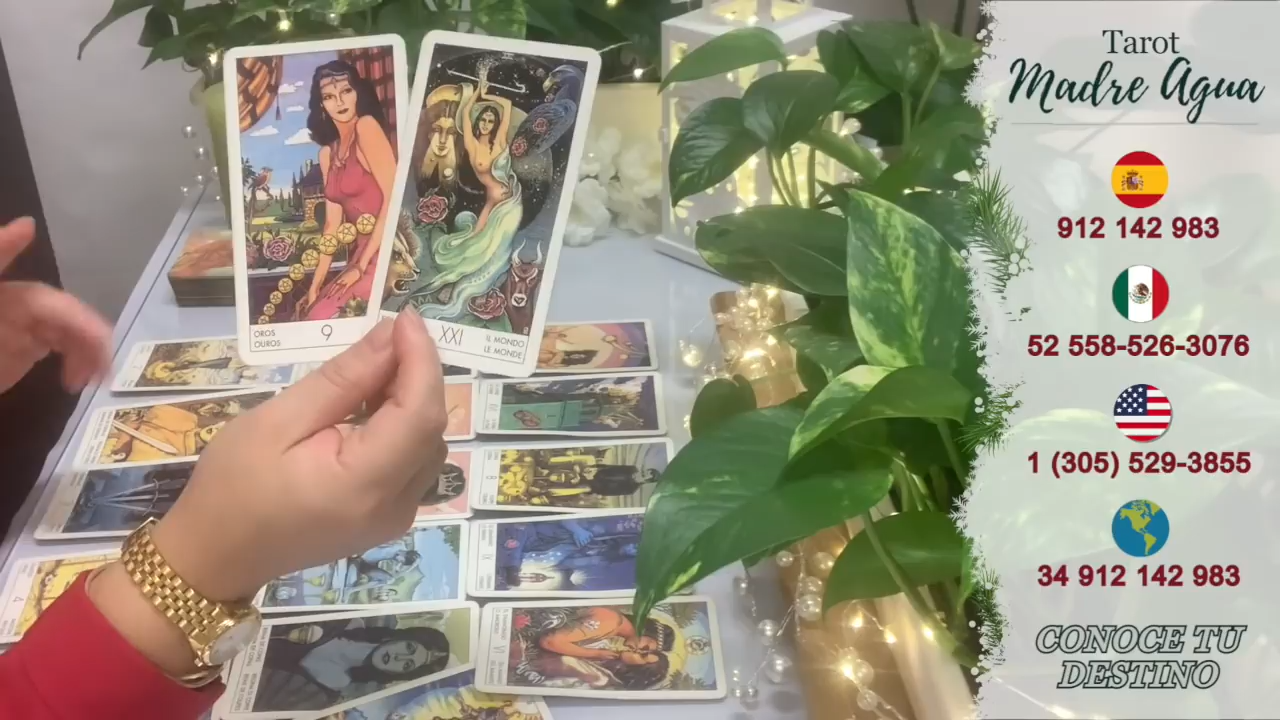 Tarot
Madre Agua
912 142 983
52 558-526-3076
1 (305) 529-3855
34 912 142 983
CONOCE TU
DESTINO
OROS
OUROS
9
XXI
IL MONDO
LE MONDE
VI